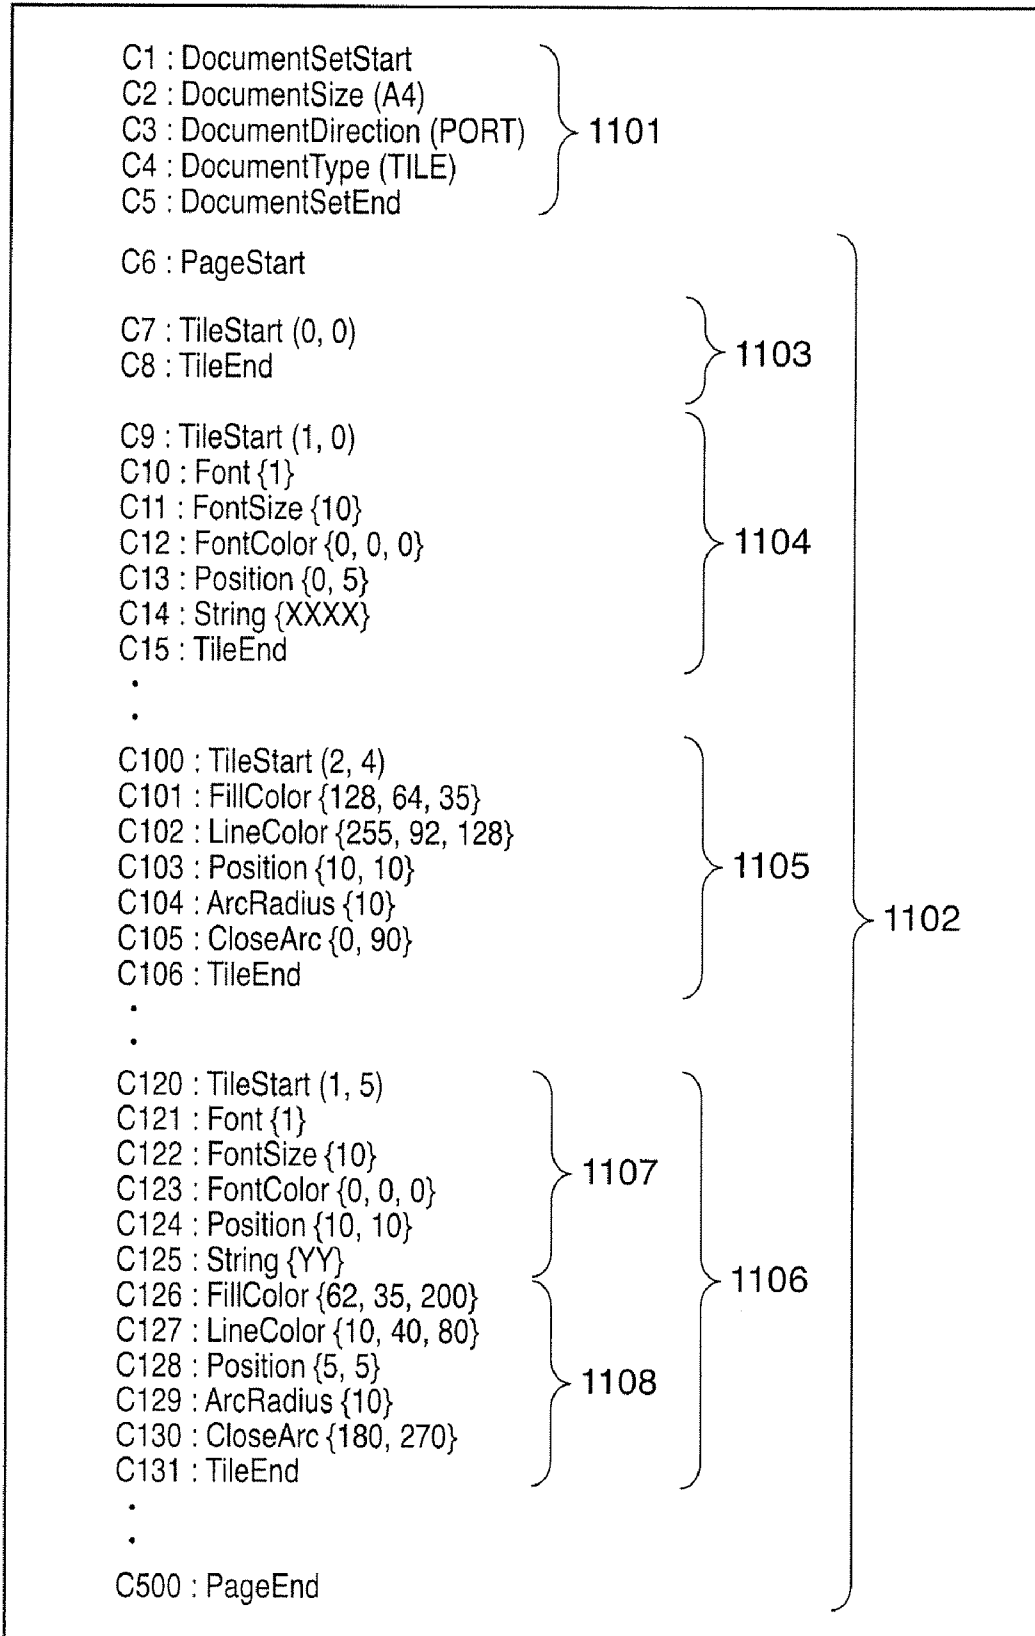 C1 : DocumentSetStart
C2 : DocumentSize (A4)
C3 : DocumentDirection (PORT)
C4 : DocumentType (TILE)
C5 : DocumentSetEnd
1101
C6 : PageStart
C7 : TileStart (0, 0)
C8 : TileEnd
1103
C9 : TileStart (1, 0)
C10 : Font {1}
C11 : FontSize {10}
C12 : FontColor {0, 0, 0}
C13 : Position {0, 5}
C14 : String {XXXX}
C15 : TileEnd
1104
.
.
C100 : TileStart (2, 4)
C101 : FillColor {128, 64, 35}
C102 : LineColor {255, 92, 128}
C103 : Position {10, 10}
C104 : ArcRadius {10}
C105 : CloseArc {0, 90}
C106 : TileEnd
1105
1102
.
.
C120 : TileStart (1, 5)
C121 : Font {1}
C122 : FontSize {10}
C123 : FontColor {0, 0, 0}
C124 : Position {10, 10}
C125 : String {YY}
1107
C126 : FillColor {62, 35, 200}
C127 : LineColor {10, 40, 80}
C128 : Position {5, 5}
C129 : ArcRadius {10}
C130 : CloseArc {180, 270}
C131 : TileEnd
1108
1106
.
.
C500 : PageEnd